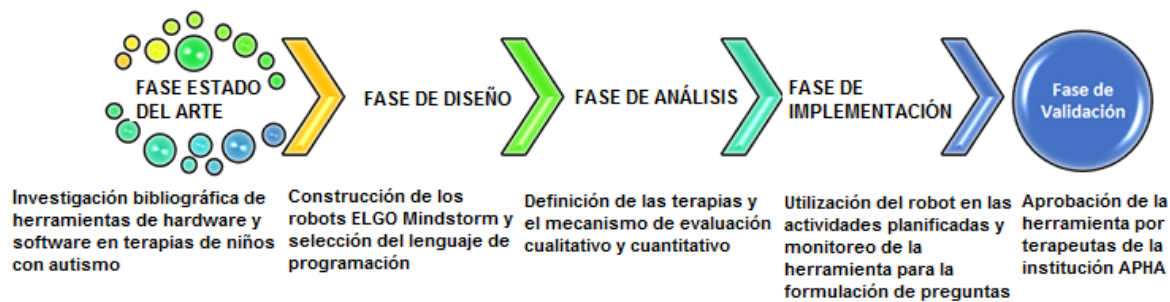 FASE ESTADO
DEL ARTE
FASE DE DISEÑO
FASE DE ANÁLISIS
FASE DE
IMPLEMENTACIÓN
Fase de
Validación
Investigación bibliográfica de
herramientas de hardware y
software en terapias de niños
con autismo
Construcción de los
robots ELGO Mindstorm y
selección del lenguaje de
programación
Definición de las terapias y
el mecanismo de evaluación
cualitativo y cuantitativo
Utilización del robot en las
actividades planificadas y
monitoreo de la
herramienta para la
formulación de preguntas
Aprobación de la
herramienta por
terapeutas de la
institución APHA